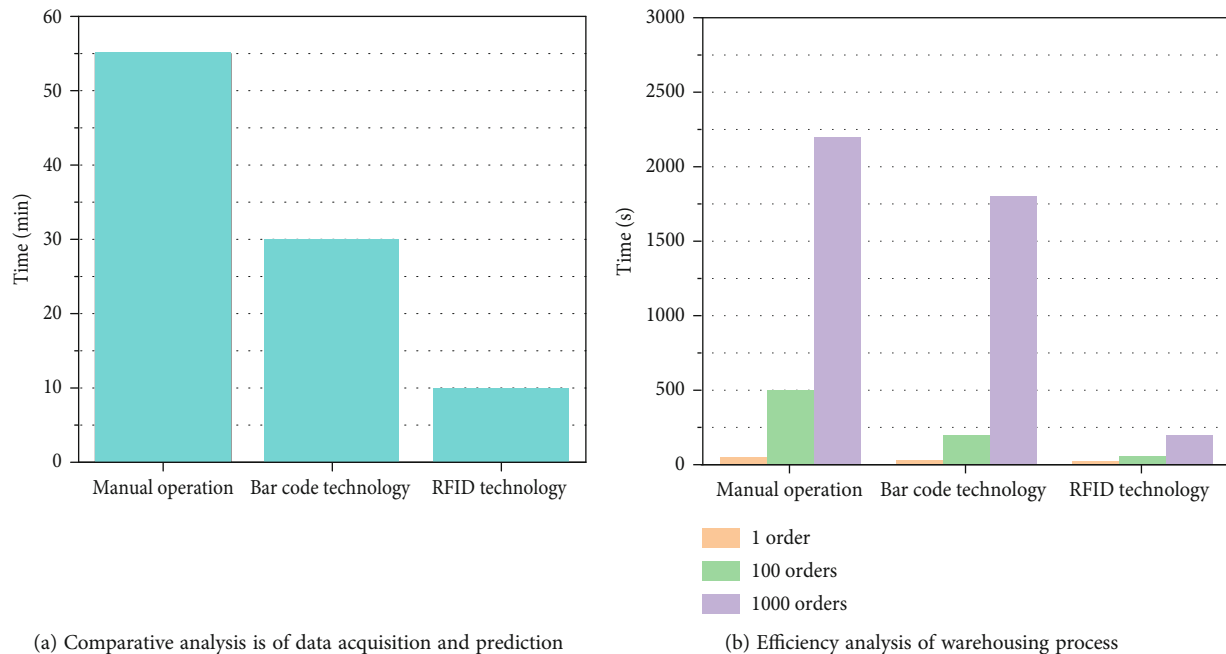 60
50
40
30
20
10
0
Time (min)
Manual operation
Bar code technology
RFID technology
(a) Comparative analysis is of data acquisition and prediction
3000
2500
2000
1500
1000
500
0
Time (s)
Manual operation
Bar code technology
RFID technology
1 order
100 orders
1000 orders
(b) Efficiency analysis of warehousing process